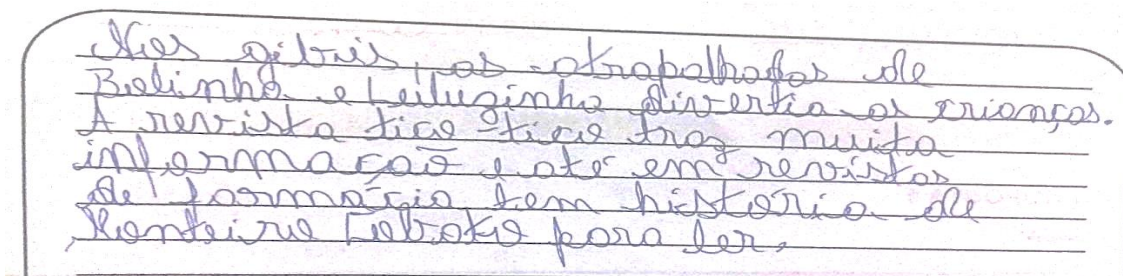 Nos gibis, as atrapalhadas de
Bolinha e Luluzinha divertia as crianças.
A revista tico-tico traz muita
informação e até em revistas
de farmácia tem história de
Monteiro Lobato para ler.